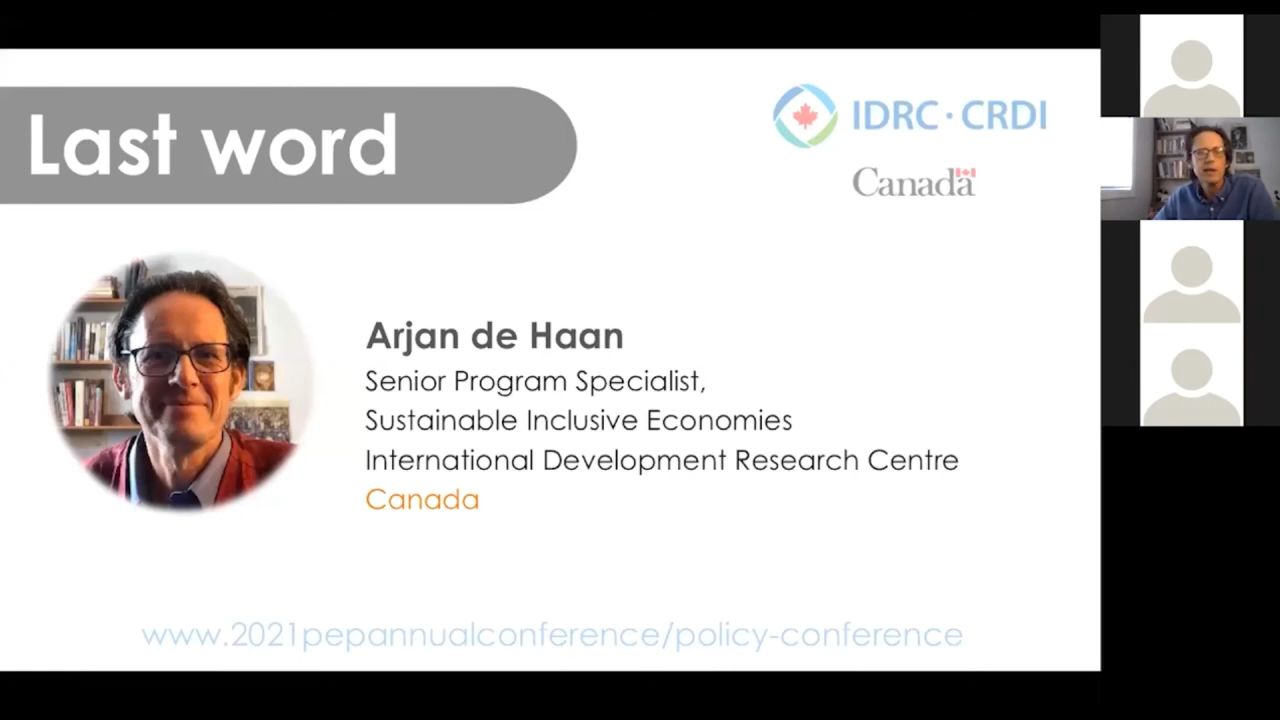 Last word
IDRC · CRDI
Canada
Arjan de Haan
Senior Program Specialist,
Sustainable Inclusive Economies
International Development Research Centre
Canada
www.2021pepannualconference/policy-conference